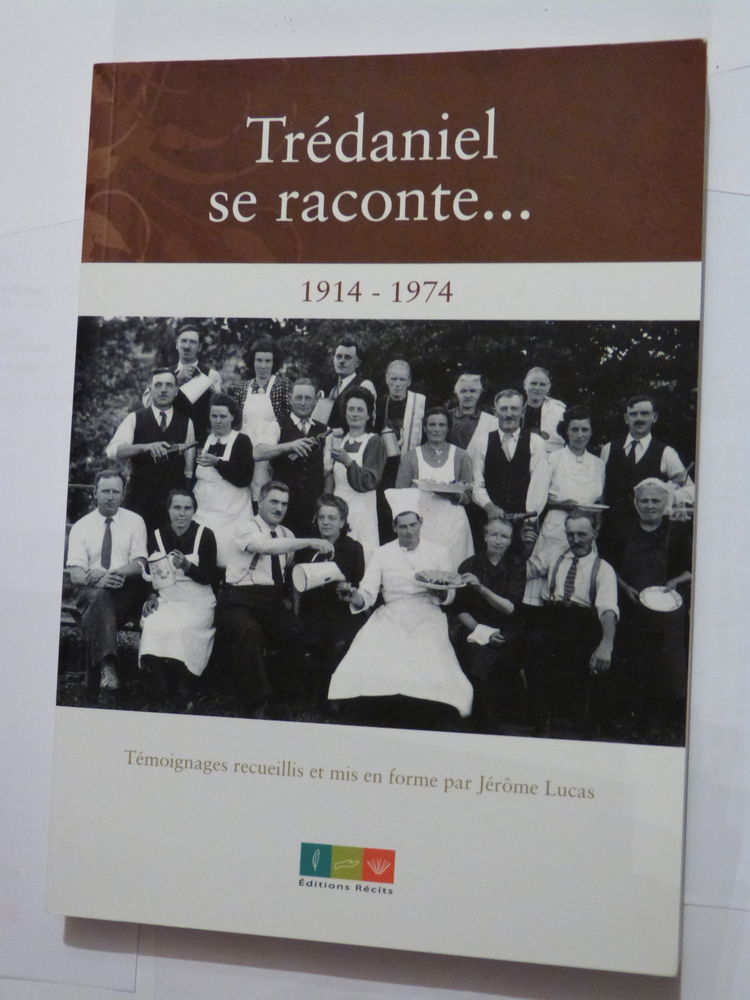 Trédaniel
se raconte...
1914 - 1974
Témoignages recueillis et mis en forme par Jérôme Lucas
Éditions Récits